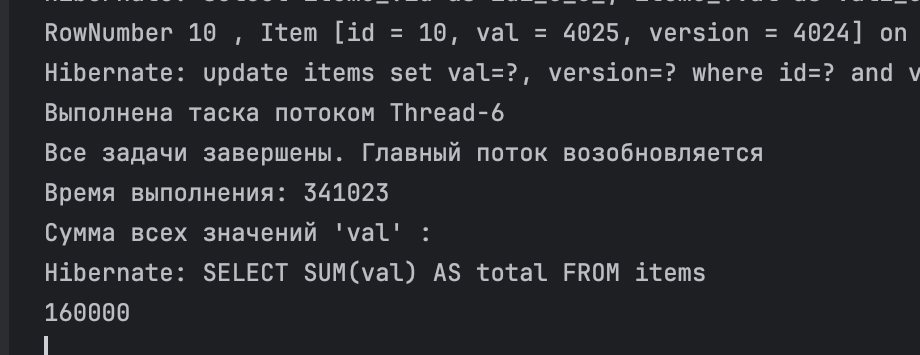 RowNumber 10 , Item [id = 10, val = 4025, version = 4024] on
Hibernate: update items set val=?, version=? where id=? and v
Выполнена таска потоком Thread-6
Все задачи завершены. Главный поток возобновляется
Время выполнения: 341023
Сумма всех значений 'val' :
Hibernate: SELECT SUM(val) AS total FROM items
160000